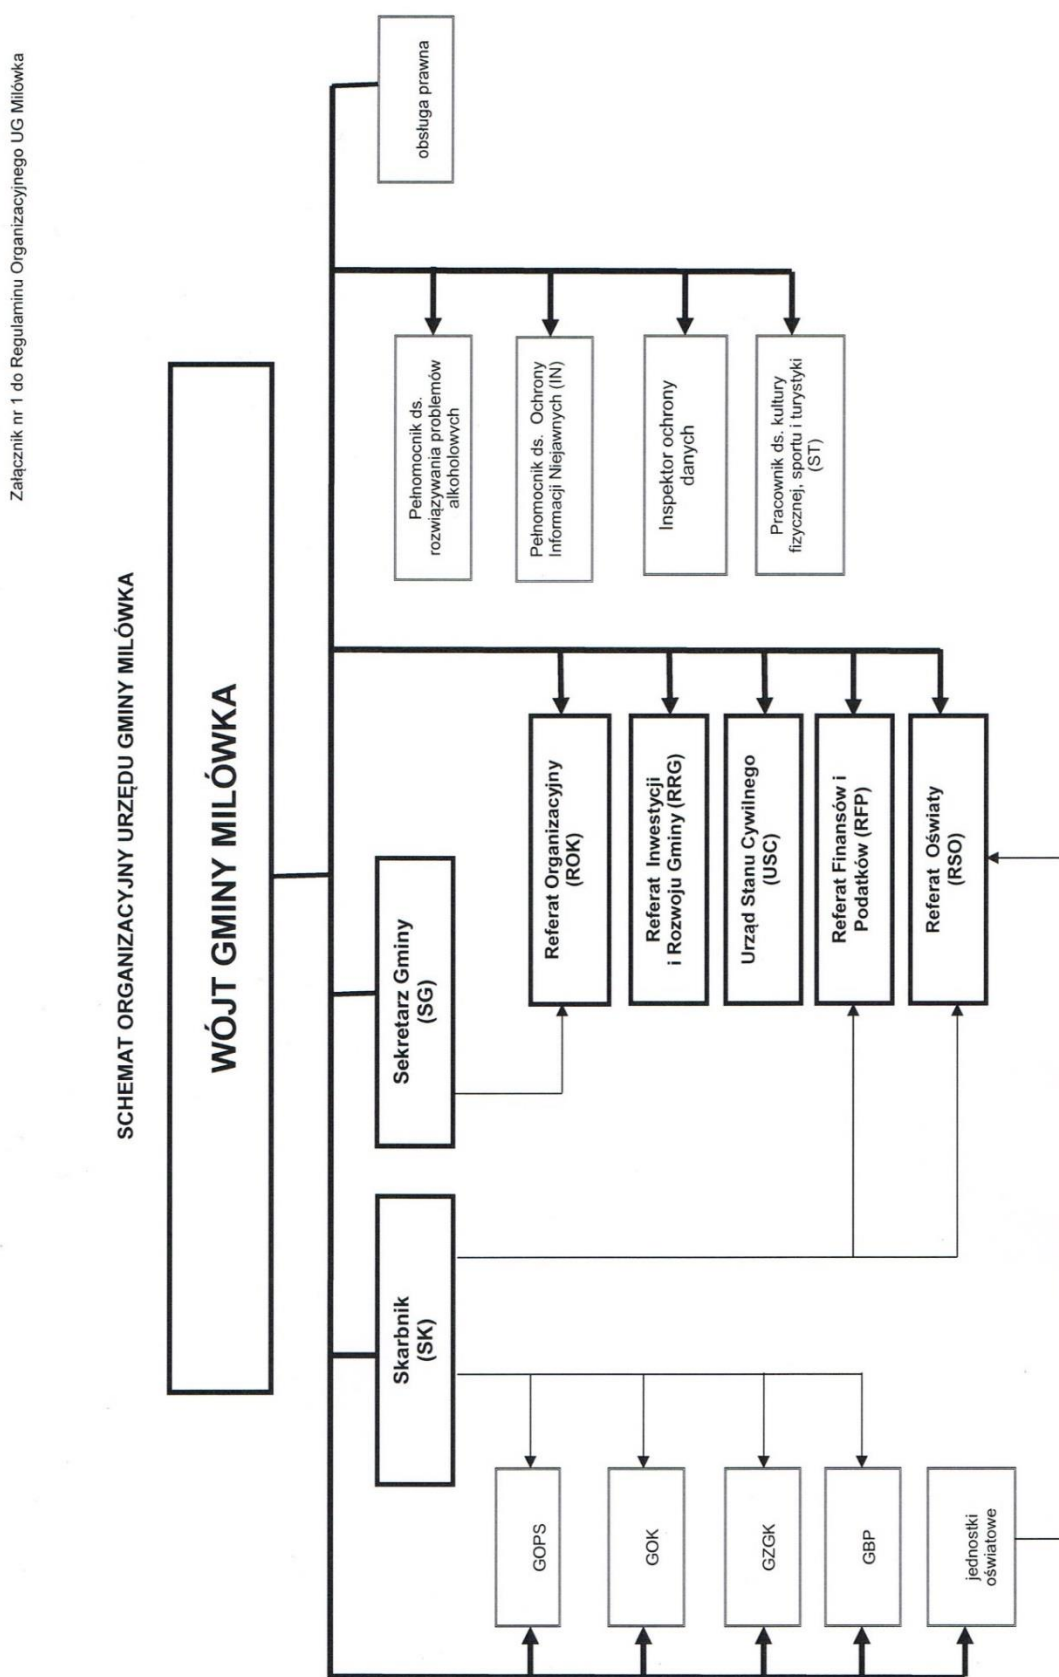 Załącznik nr 1 do Regulaminu Organizacyjnego UG Milówka
SCHEMAT ORGANIZACYJNY URZĘDU GMINY MILÓWKA
WÓJT GMINY MILÓWKA
Skarbnik
(SK)
Sekretarz Gminy
(SG)
obsługa prawna
GOPS
GOK
GZGK
GBP
jednostki
oświatowe
Referat Organizacyjny
(ROK)
Referat Inwestycji
i Rozwoju Gminy (RRG)
Urząd Stanu Cywilnego
(USC)
Referat Finansów i
Podatków (RFP)
Referat Oświaty
(RSO)
Pełnomocnik ds.
rozwiązywania problemów
alkoholowych
Pełnomocnik ds. Ochrony
Informacji Niejawnych (IN)
Inspektor ochrony
danych
Pracownik ds. kultury
fizycznej, sportu i turystyki
(ST)